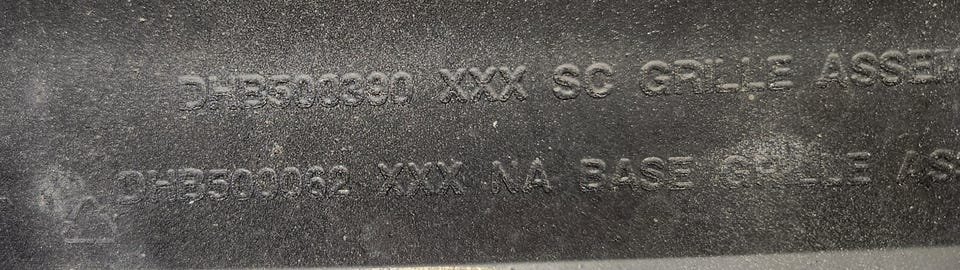 DHB500390 XXX SC GRILLE ASSE
DHB500062 XXX NA BASE GRILLE AS